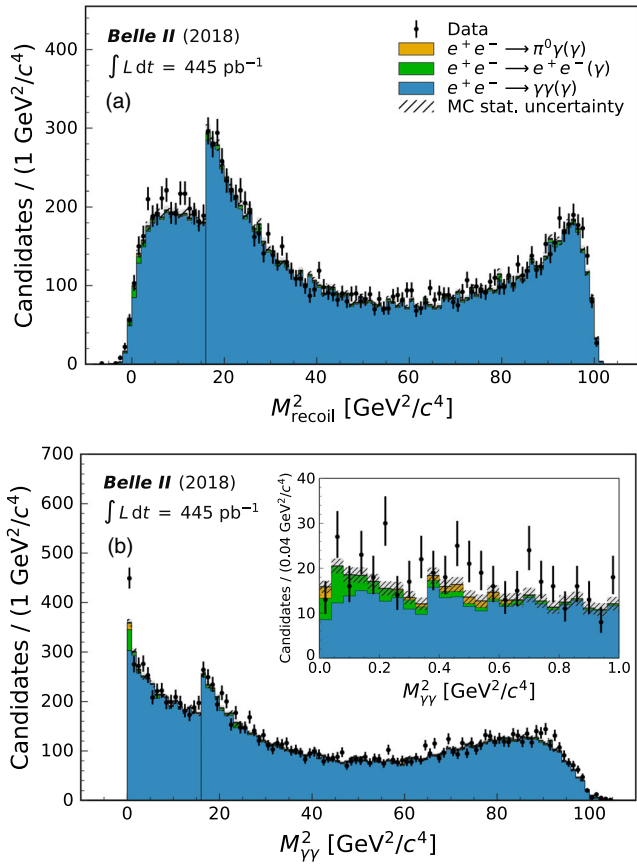 Belle II (2018)
∫ L dt = 445 pb⁻¹
(a)
Data
e⁺e⁻ → π⁰γ(γ)
e⁺e⁻ → e⁺e⁻(γ)
e⁺e⁻ → γγ(γ)
MC stat. uncertainty
Candidates / (1 GeV²/c⁴)
400
300
200
100
0
0 20 40 60 80 100
M²recoil [GeV²/c⁴]
Belle II (2018)
∫ L dt = 445 pb⁻¹
(b)
Candidates / (1 GeV²/c⁴)
700
600
500
400
300
200
100
0
Candidates / (0.04 GeV²/c⁴)
40
30
20
10
0
0.0 0.2 0.4 0.6 0.8 1.0
M²γγ [GeV²/c⁴]
0 20 40 60 80 100
M²γγ [GeV²/c⁴]